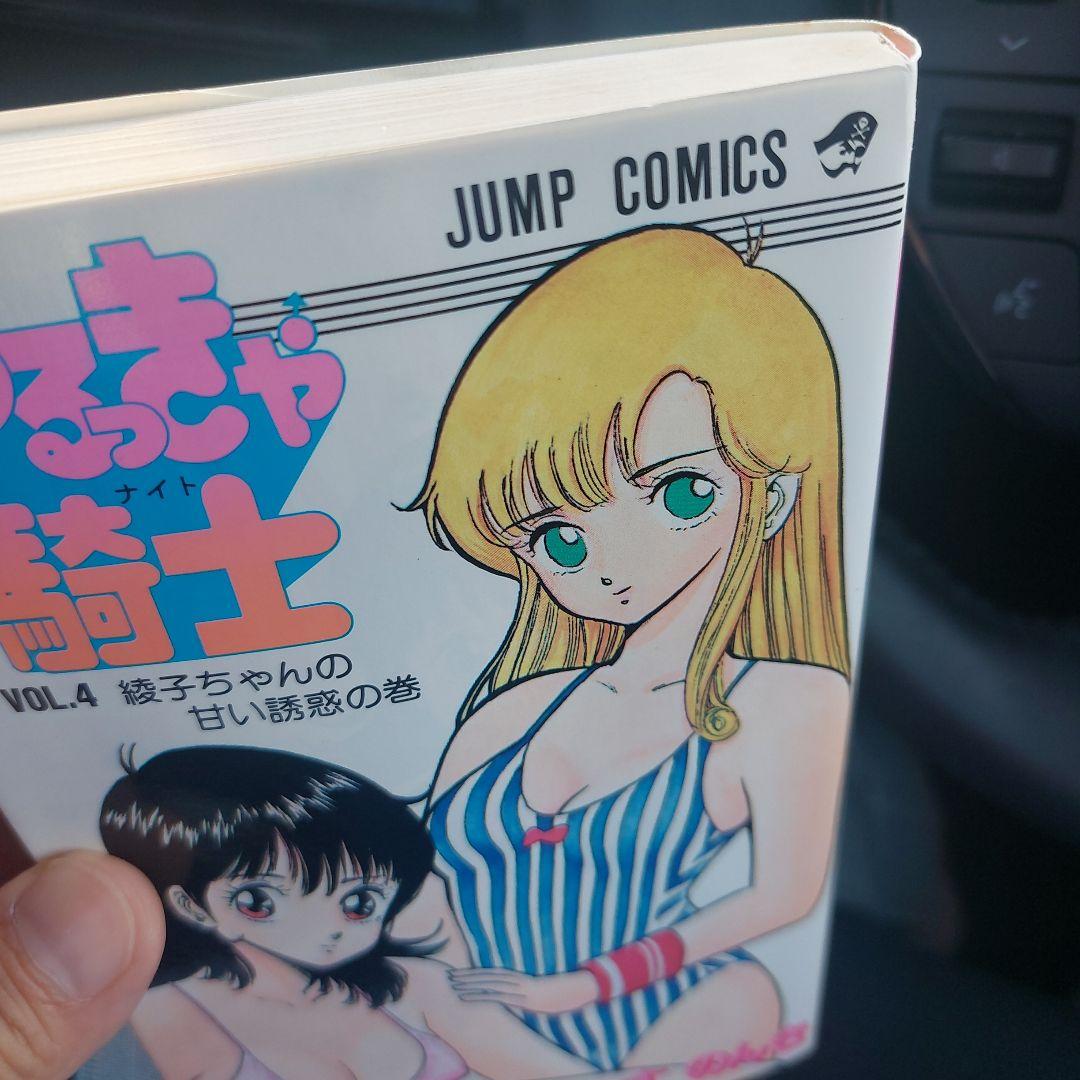 JUMP COMICS
るっきゃ
ナイト
騎士
VOL.4 綾子ちゃんの
甘い誘惑の巻